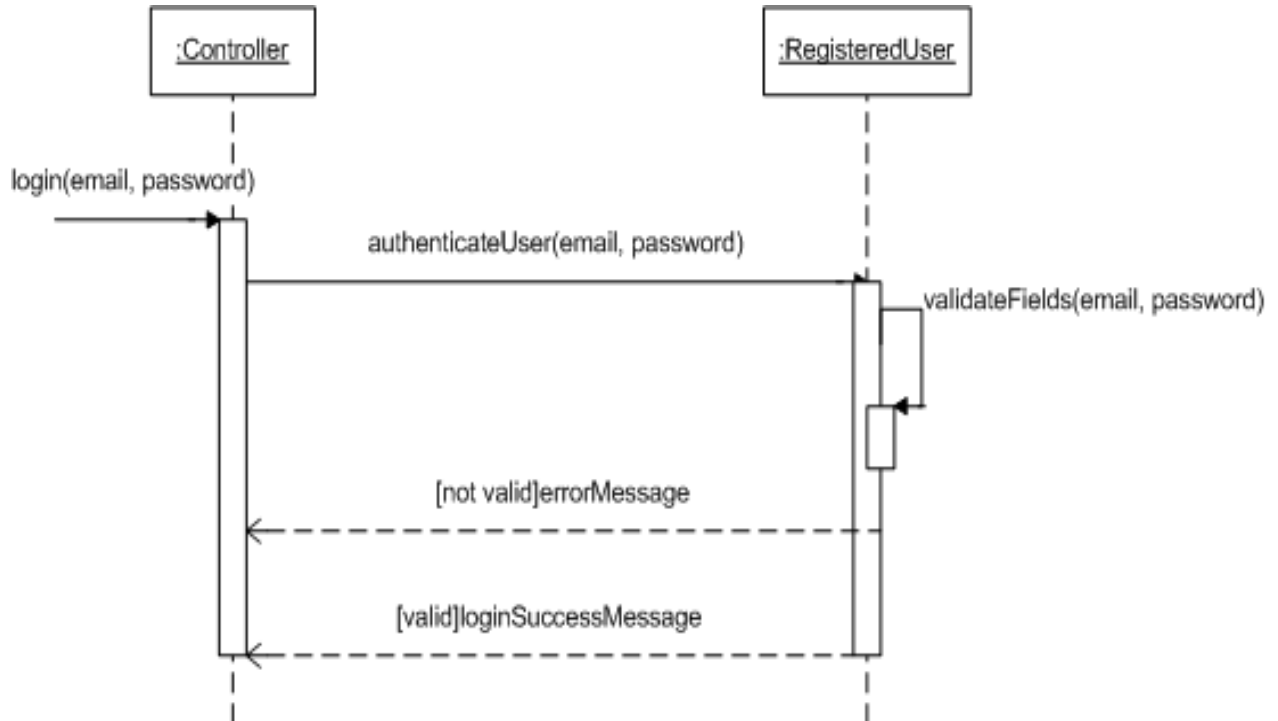 :Controller
:RegisteredUser
login(email, password)
authenticateUser(email, password)
validateFields(email, password)
[not valid]errorMessage
[valid]loginSuccessMessage